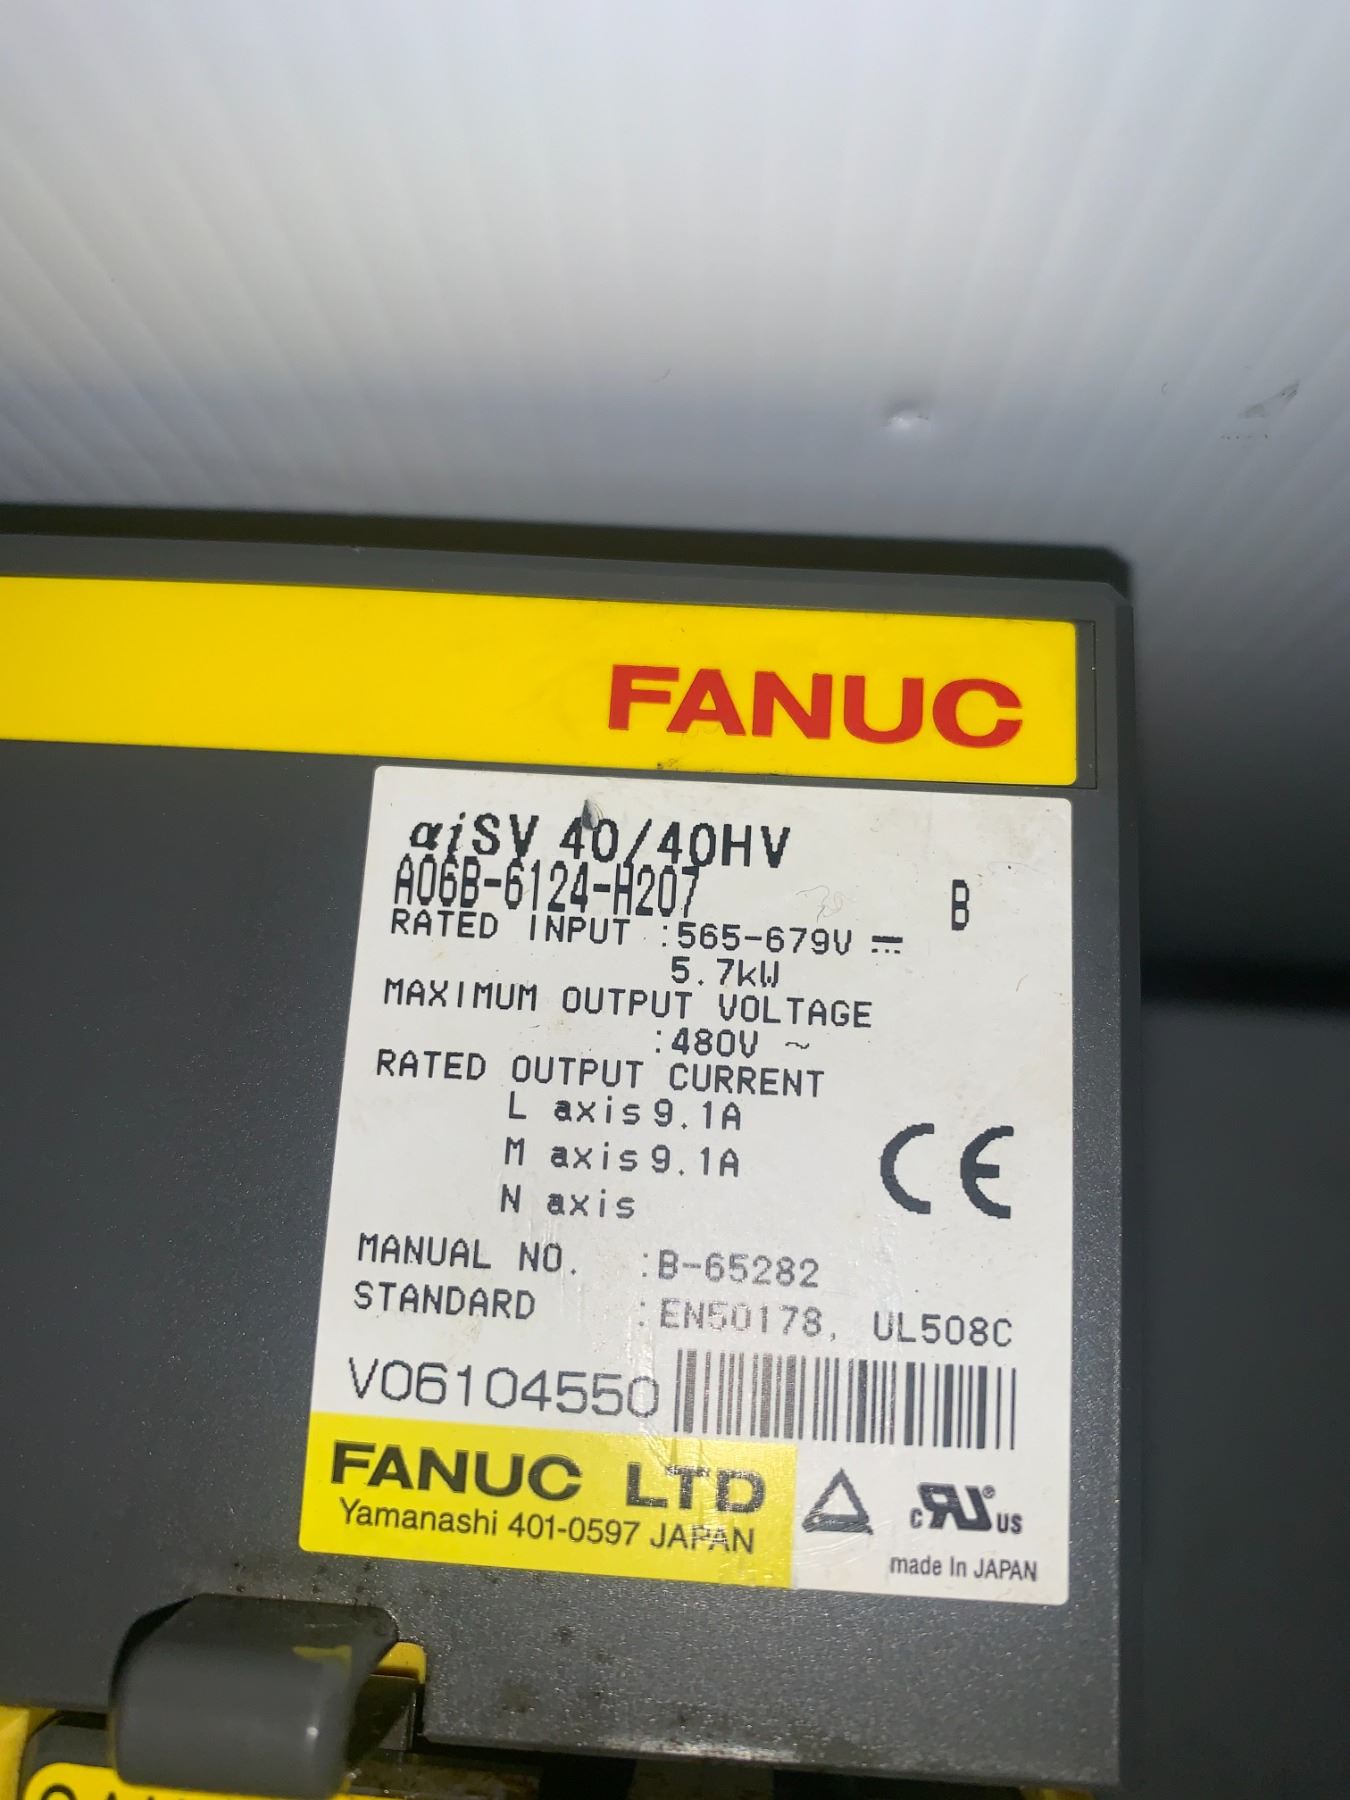 FANUC
αiSV 40/40HV
A06B-6124-H207 B
RATED INPUT :565-679V ⎓
5.7kW
MAXIMUM OUTPUT VOLTAGE
:480V ~
RATED OUTPUT CURRENT
L axis 9.1A
M axis 9.1A
N axis
CE
MANUAL NO. :B-65282
STANDARD :EN50178, UL508C
V06104550
FANUC LTD
Yamanashi 401-0597 JAPAN
c RU ® US
made In JAPAN